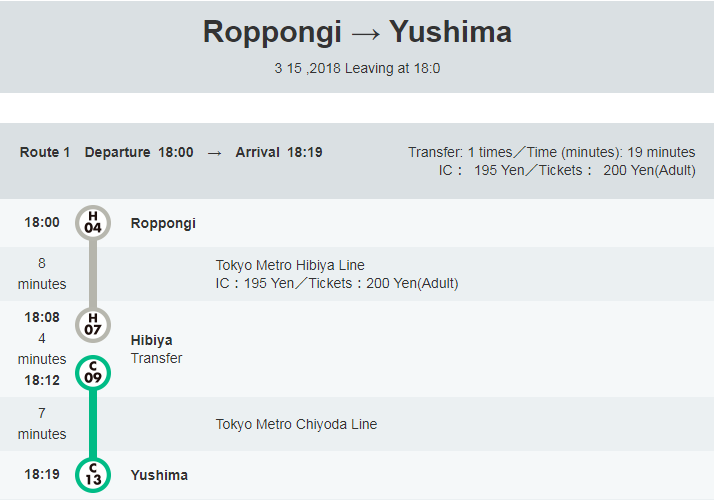 Roppongi → Yushima
3 15 ,2018 Leaving at 18:0
Route 1 Departure 18:00 → Arrival 18:19
Transfer: 1 times／Time (minutes): 19 minutes
IC： 195 Yen／Tickets： 200 Yen(Adult)
18:00 H 04 Roppongi
8 minutes
Tokyo Metro Hibiya Line
IC：195 Yen／Tickets：200 Yen(Adult)
18:08 H 07
4 minutes
Hibiya
Transfer
18:12 C 09
7 minutes
Tokyo Metro Chiyoda Line
18:19 C 13 Yushima